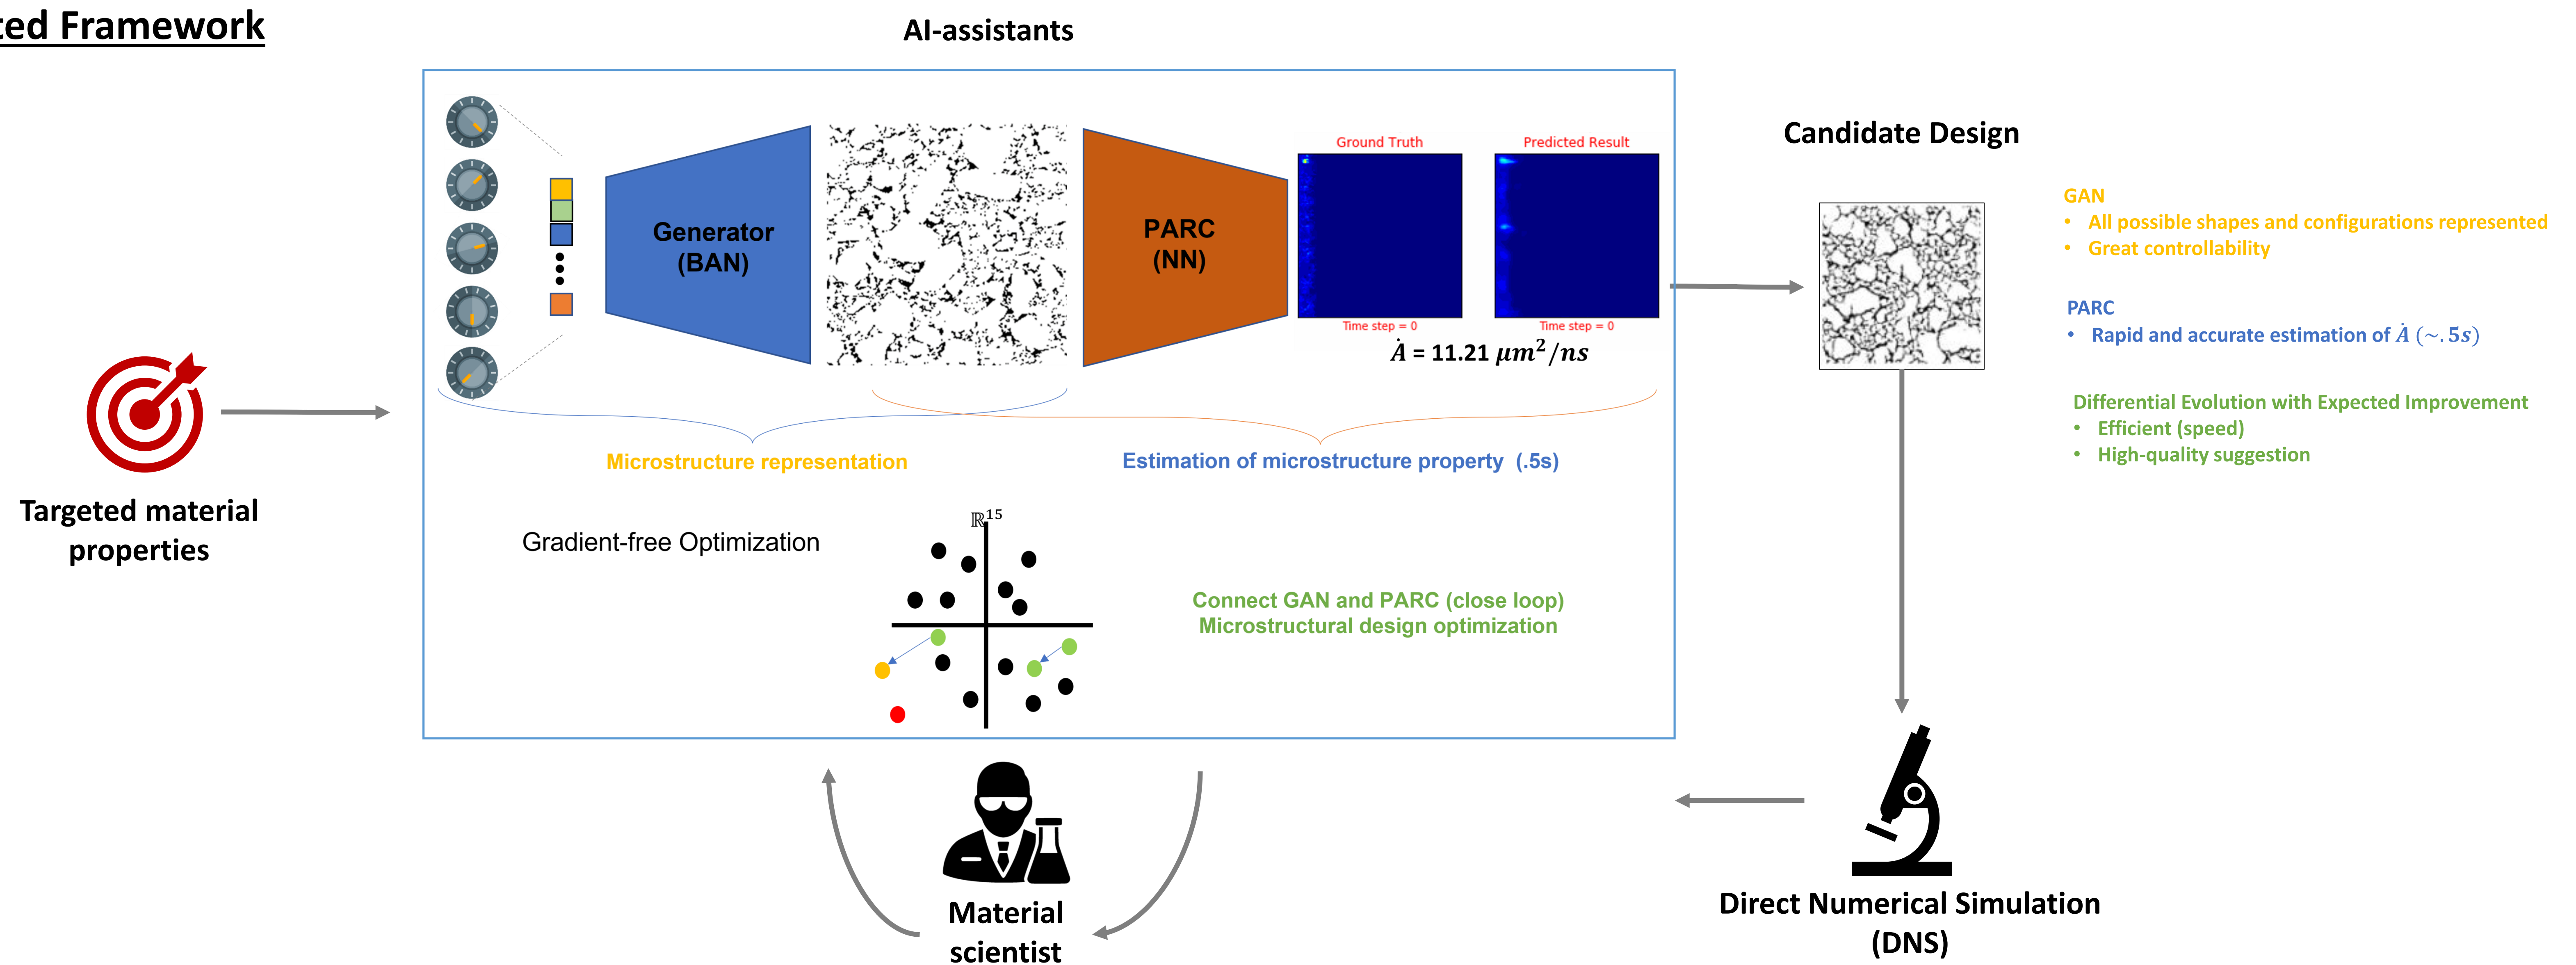 ted Framework
AI-assistants
Generator
(BAN)
PARC
(NN)
Ground Truth
Predicted Result
Time step = 0
Time step = 0
Ȧ = 11.21 μm²/ns
Microstructure representation
Estimation of microstructure property (.5s)
Gradient-free Optimization
ℝ¹⁵
Connect GAN and PARC (close loop)
Microstructural design optimization
Targeted material
properties
Candidate Design
GAN
• All possible shapes and configurations represented
• Great controllability
PARC
• Rapid and accurate estimation of Ȧ (~.5s)
Differential Evolution with Expected Improvement
• Efficient (speed)
• High-quality suggestion
Material
scientist
Direct Numerical Simulation
(DNS)